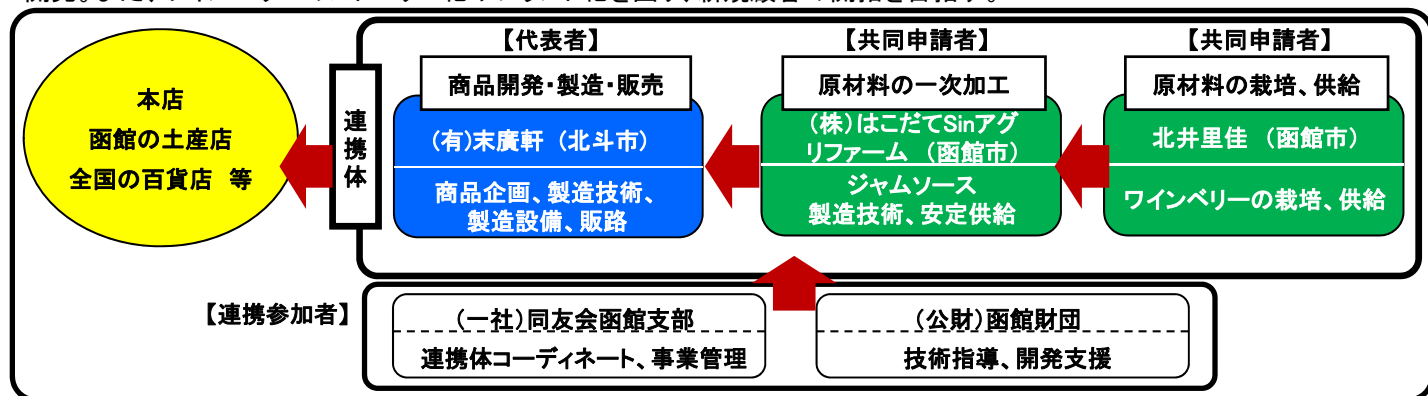 【代表者】
【共同申請者】
【共同申請者】
本店
函館の土産店
全国の百貨店 等
連携体
商品開発・製造・販売
(有)末廣軒 (北斗市)
商品企画、製造技術、
製造設備、販路
原材料の一次加工
(株)はこだてSinアグ
リファーム (函館市)
ジャムソース
製造技術、安定供給
原材料の栽培、供給
北井里佳 (函館市)
ワインベリーの栽培、供給
【連携参加者】
(一社)同友会函館支部
連携体コーディネート、事業管理
(公財)函館財団
技術指導、開発支援